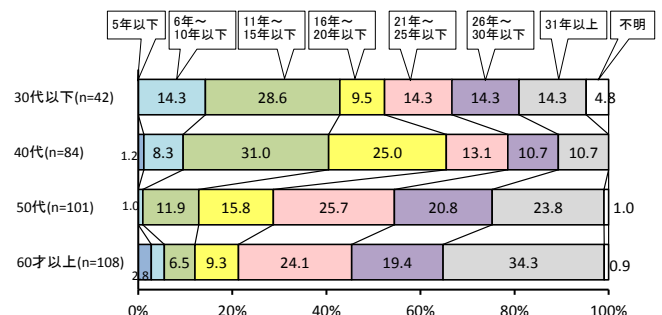 5年以下
6年～
10年以下
11年～
15年以下
16年～
20年以下
21年～
25年以下
26年～
30年以下
31年以上
不明
30代以下(n=42)
14.3 28.6 9.5 14.3 14.3 14.3 4.8
40代(n=84)
1.2 8.3 31.0 25.0 13.1 10.7 10.7
50代(n=101)
1.0 11.9 15.8 25.7 20.8 23.8 1.0
60才以上(n=108)
2.8 6.5 9.3 24.1 19.4 34.3 0.9
0% 20% 40% 60% 80% 100%